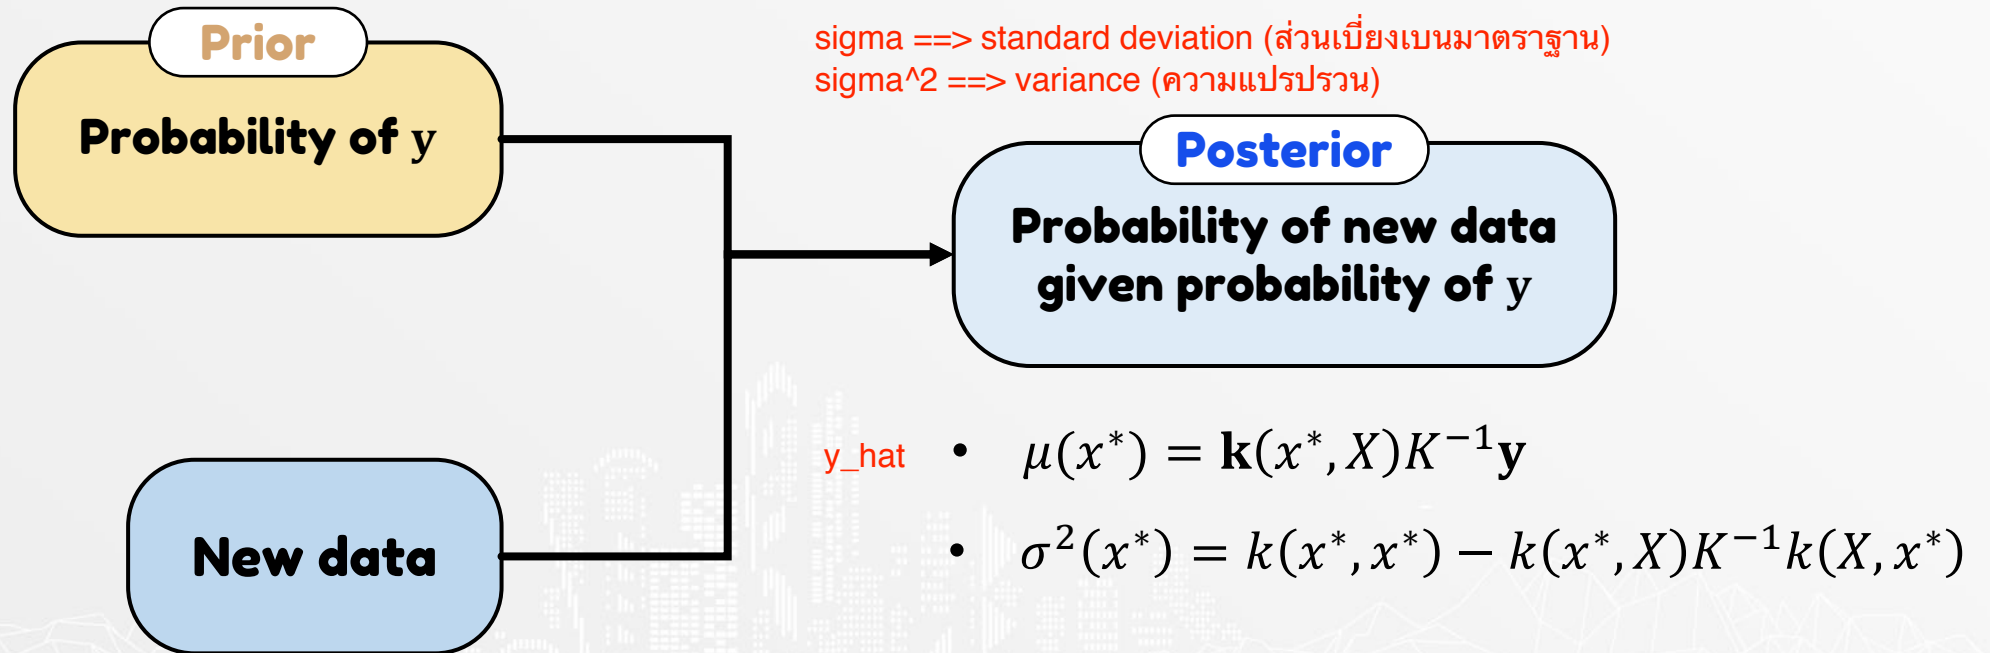 Prior
Probability of y
sigma ==> standard deviation (ส่วนเบี่ยงเบนมาตราฐาน)
sigma^2 ==> variance (ความแปรปรวน)
Posterior
Probability of new data
given probability of y
New data
y_hat • μ(x*) = k(x*, X)K⁻¹y
• σ²(x*) = k(x*, x*) − k(x*, X)K⁻¹k(X, x*)